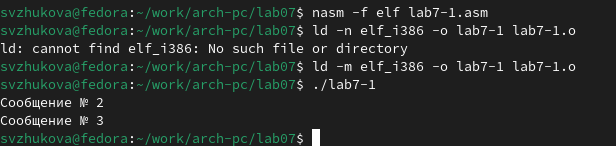 svzhukova@fedora:~/work/arch-pc/lab07$ nasm -f elf lab7-1.asm
svzhukova@fedora:~/work/arch-pc/lab07$ ld -n elf_i386 -o lab7-1 lab7-1.o
ld: cannot find elf_i386: No such file or directory
svzhukova@fedora:~/work/arch-pc/lab07$ ld -m elf_i386 -o lab7-1 lab7-1.o
svzhukova@fedora:~/work/arch-pc/lab07$ ./lab7-1
Сообщение № 2
Сообщение № 3
svzhukova@fedora:~/work/arch-pc/lab07$